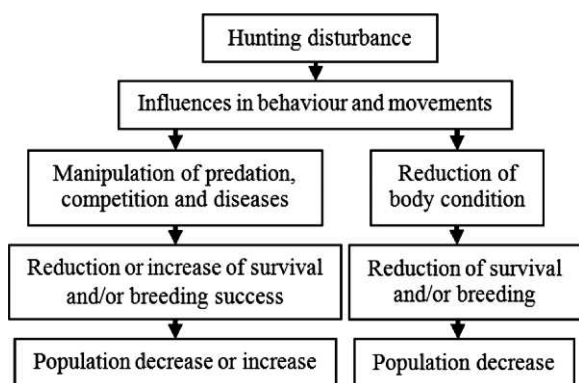 Hunting disturbance
Influences in behaviour and movements
Manipulation of predation,
competition and diseases
Reduction of
body condition
Reduction or increase of survival
and/or breeding success
Reduction of survival
and/or breeding
Population decrease or increase
Population decrease